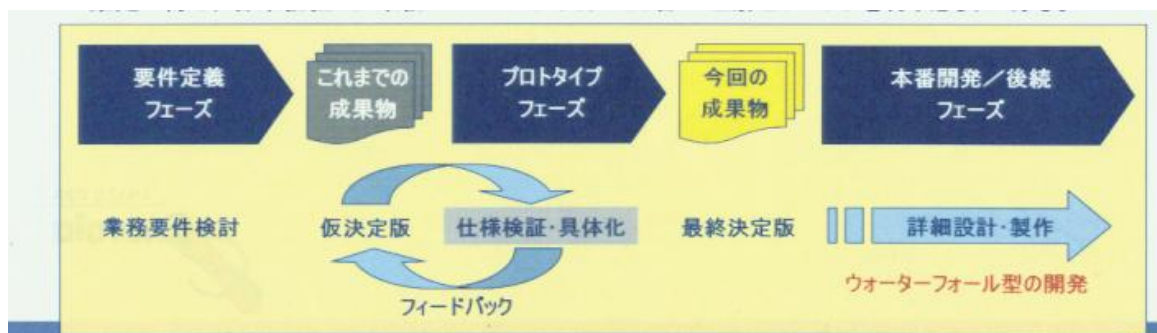 要件定義
フェーズ
これまでの
成果物
プロトタイプ
フェーズ
今回の
成果物
本番開発/後続
フェーズ
業務要件検討
仮決定版
仕様検証・具体化
最終決定版
詳細設計・製作
ウォーターフォール型の開発
フィードバック